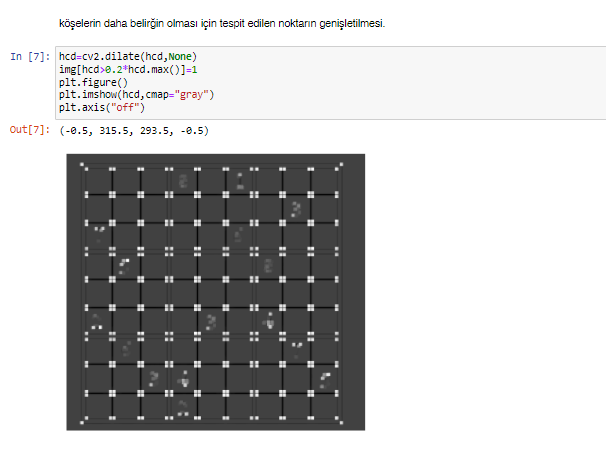 köşelerin daha belirğin olması için tespit edilen noktarın genişletilmesi.
In [7]: hcd=cv2.dilate(hcd,None)
img[hcd>0.2*hcd.max()]=1
plt.figure()
plt.imshow(hcd,cmap="gray")
plt.axis("off")
Out[7]: (-0.5, 315.5, 293.5, -0.5)